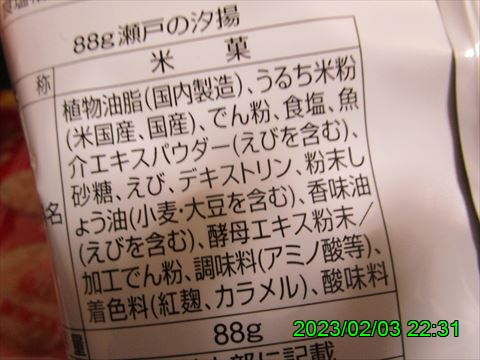 88g瀬戸の汐揚
称
米菓
植物油脂(国内製造)、うるち米粉
(米国産、国産)、でん粉、食塩、魚
介エキスパウダー(えびを含む)、
砂糖、えび、デキストリン、粉末し
ょう油(小麦・大豆を含む)、香味油
(えびを含む)、酵母エキス粉末／
加工でん粉、調味料(アミノ酸等)、
着色料(紅麹、カラメル)、酸味料
名
量
88g
部に記載
2023/02/03 22:31